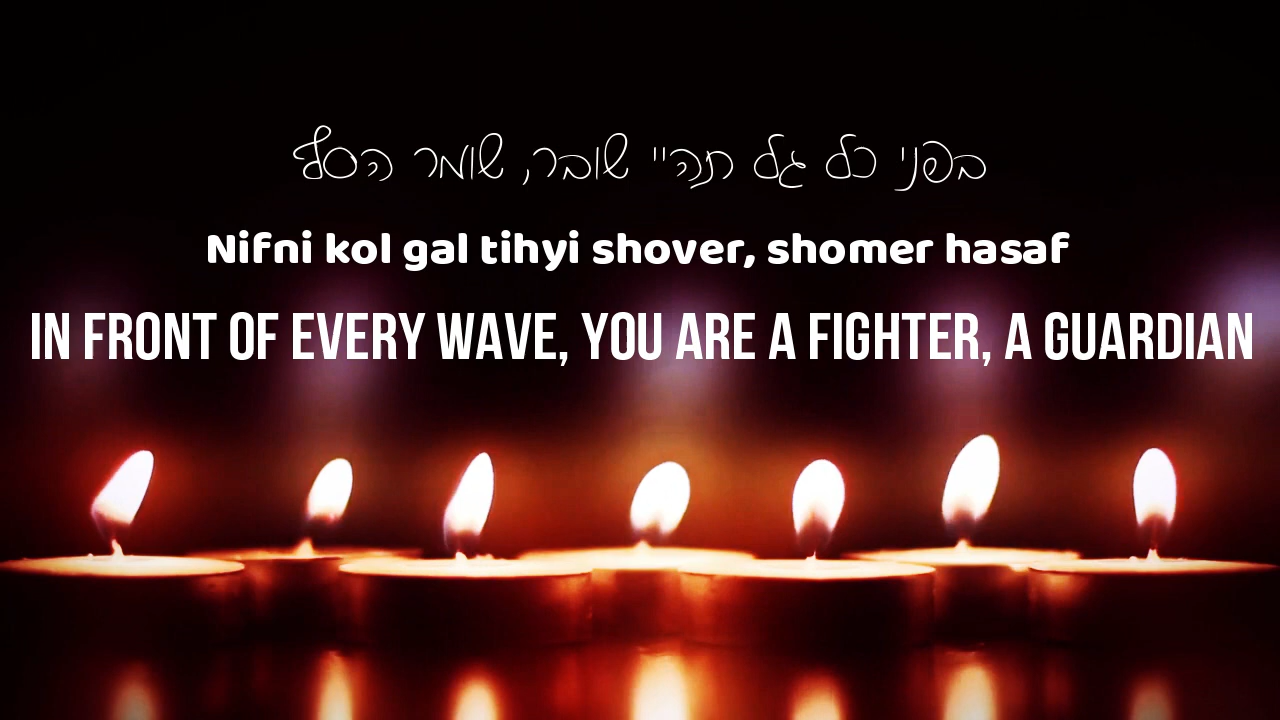 בפני כל גל תהיי שובר, שומר הסף
Nifni kol gal tihyi shover, shomer hasaf
IN FRONT OF EVERY WAVE, YOU ARE A FIGHTER, A GUARDIAN